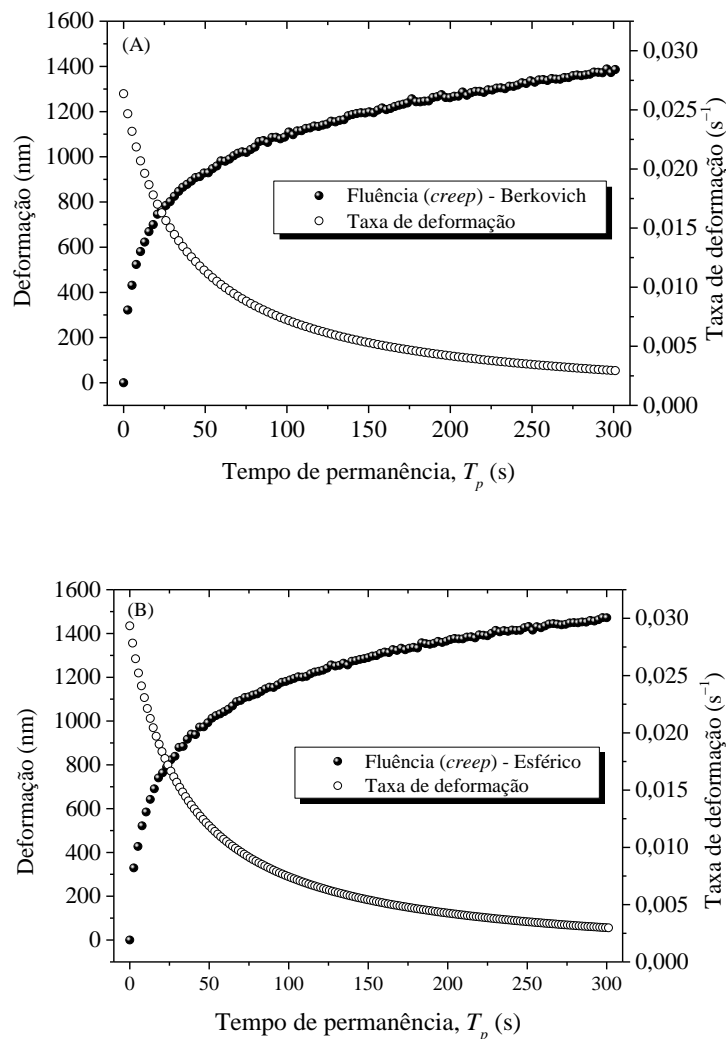 (A)
1600
1400
1200
1000
800
600
400
200
0
Deformação (nm)
0,030
0,025
0,020
0,015
0,010
0,005
0,000
Taxa de deformação (s⁻¹)
Fluência (creep) - Berkovich
Taxa de deformação
0 50 100 150 200 250 300
Tempo de permanência, Tₚ (s)
(B)
1600
1400
1200
1000
800
600
400
200
0
Deformação (nm)
0,030
0,025
0,020
0,015
0,010
0,005
0,000
Taxa de deformação (s⁻¹)
Fluência (creep) - Esférico
Taxa de deformação
0 50 100 150 200 250 300
Tempo de permanência, Tₚ (s)